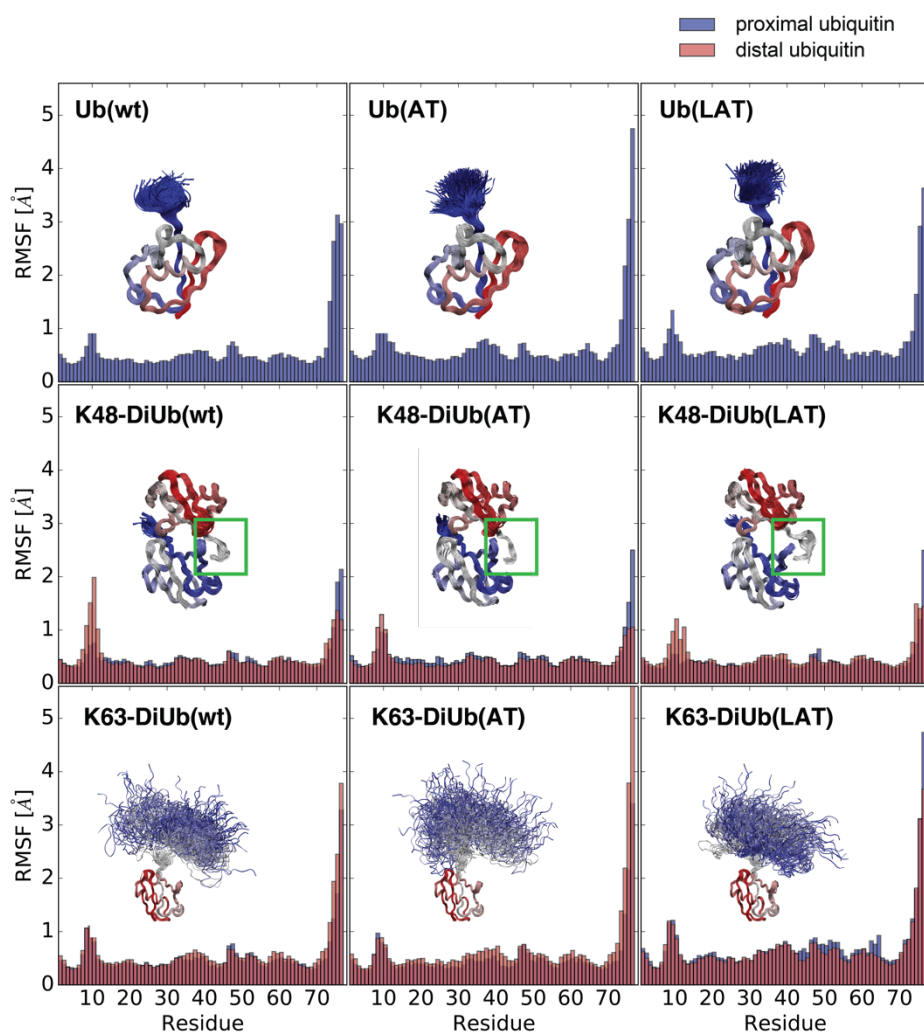 proximal ubiquitin
distal ubiquitin
Ub(wt) Ub(AT) Ub(LAT)
5
4
3
2
1
0
RMSF [Å]
K48-DiUb(wt) K48-DiUb(AT) K48-DiUb(LAT)
5
4
3
2
1
0
RMSF [Å]
K63-DiUb(wt) K63-DiUb(AT) K63-DiUb(LAT)
5
4
3
2
1
0
RMSF [Å]
10 20 30 40 50 60 70 10 20 30 40 50 60 70 10 20 30 40 50 60 70
Residue Residue Residue